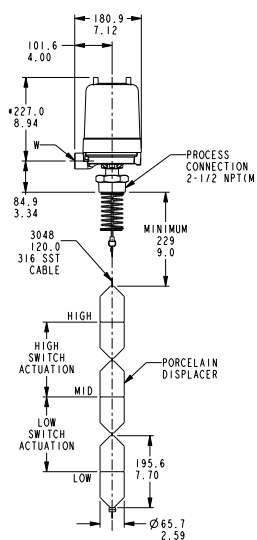 180.9
7.12
101.6
4.00
*227.0
8.94
W
PROCESS
CONNECTION
2-1/2 NPT(M
84.9
3.34
MINIMUM
229
9.0
3048
120.0
316 SST
CABLE
HIGH
HIGH
SWITCH
ACTUATION
PORCELAIN
DISPLACER
MID
LOW
SWITCH
ACTUATION
LOW
195.6
7.70
Ø65.7
2.59